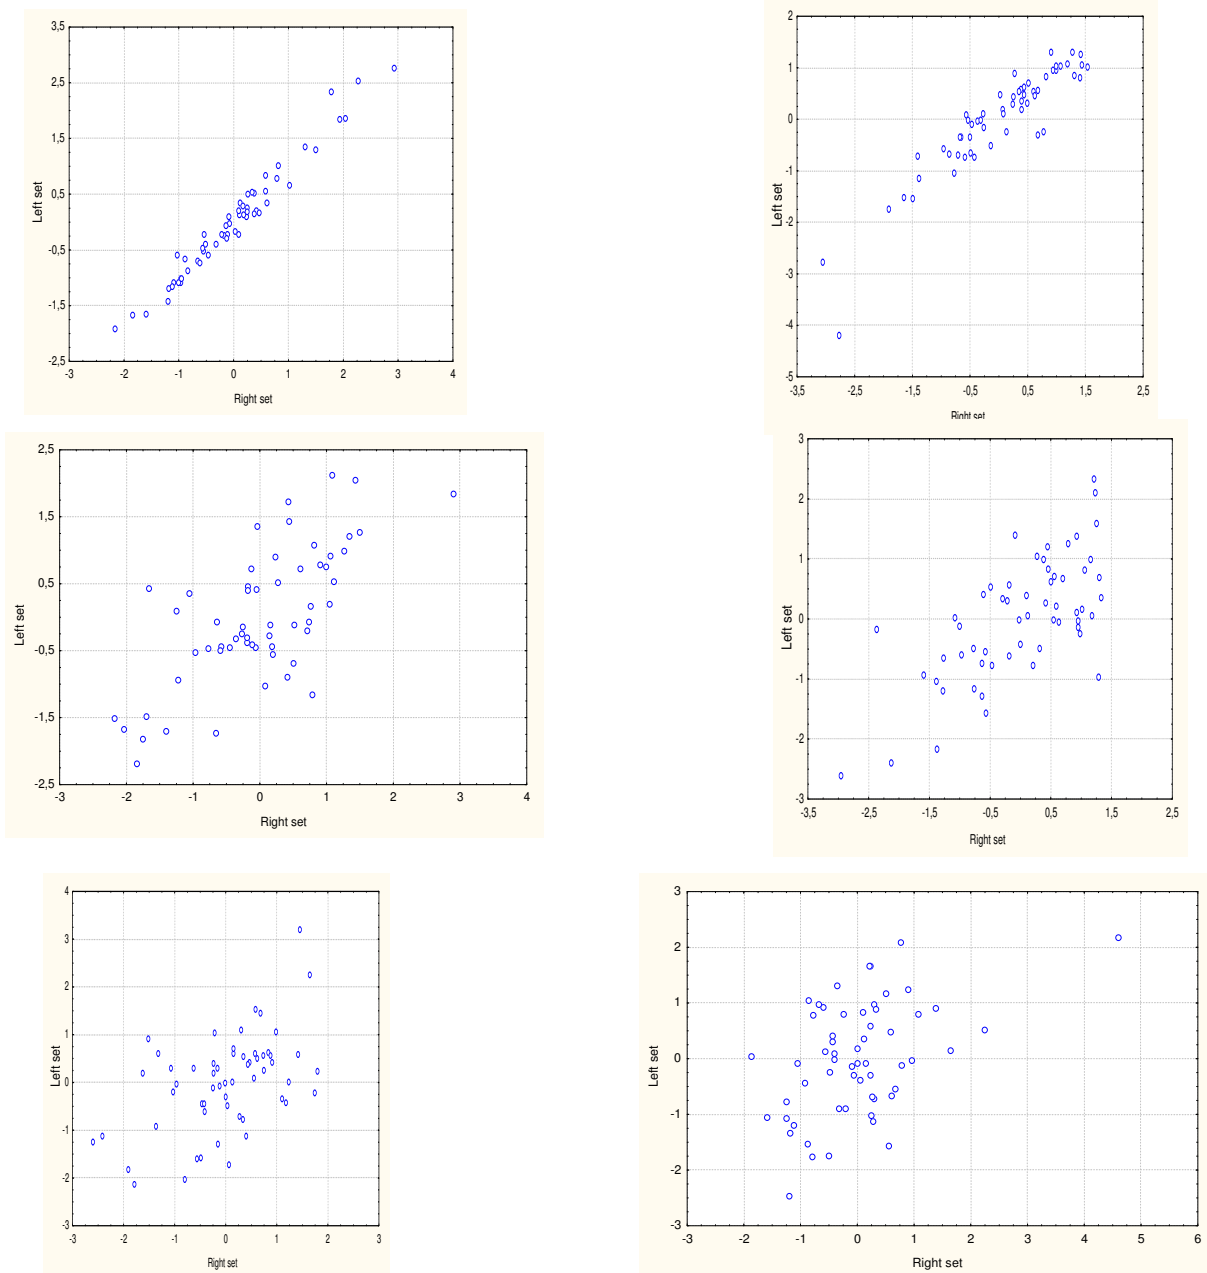 3,5
2,5
1,5
0,5
-0,5
-1,5
-2,5
-3 -2 -1 0 1 2 3 4
Left set
Right set
2
1
0
-1
-2
-3
-4
-5
-3,5 -2,5 -1,5 -0,5 0,5 1,5 2,5
Left set
Right set
2,5
1,5
0,5
-0,5
-1,5
-2,5
-3 -2 -1 0 1 2 3 4
Left set
Right set
3
2
1
0
-1
-2
-3
-3,5 -2,5 -1,5 -0,5 0,5 1,5 2,5
Left set
Right set
4
3
2
1
0
-1
-2
-3
-3 -2 -1 0 1 2 3
Left set
Right set
3
2
1
0
-1
-2
-3
-3 -2 -1 0 1 2 3 4 5 6
Left set
Right set